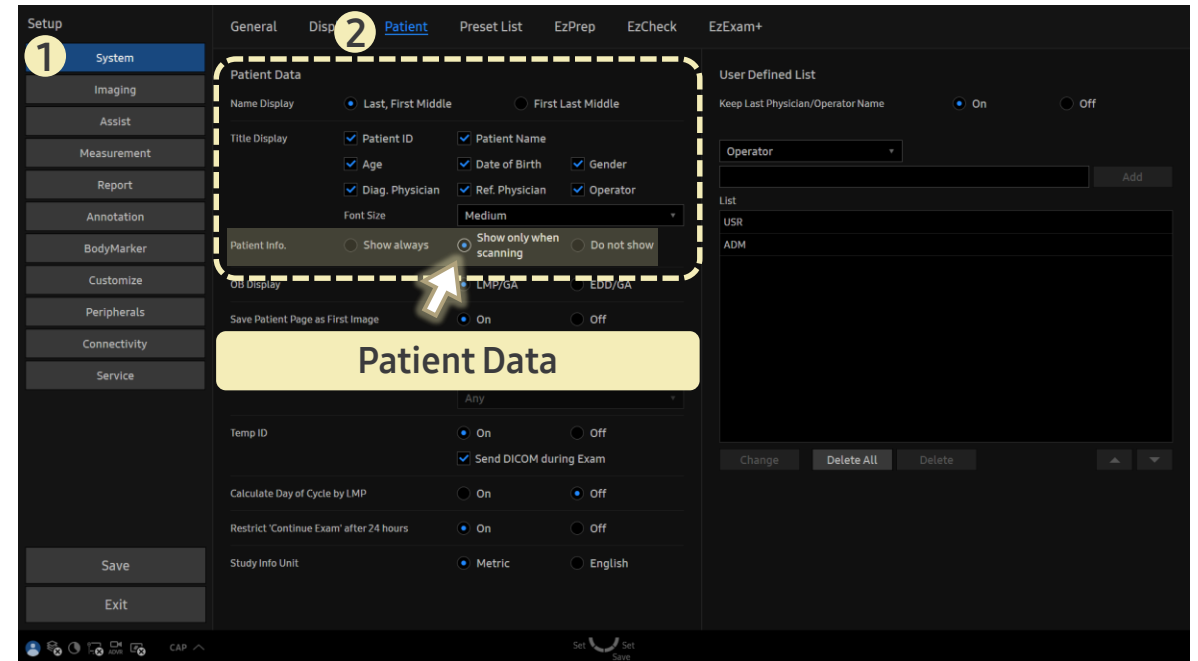 Setup
General Disp Patient Preset List EzPrep EzCheck EzExam+
1
2
System
Imaging
Assist
Measurement
Report
Annotation
BodyMarker
Customize
Peripherals
Connectivity
Service
Save
Exit
Patient Data
Name Display Last, First Middle First Last Middle
Title Display Patient ID Patient Name
Age Date of Birth Gender
Diag. Physician Ref. Physician Operator
Font Size Medium
Patient Info. Show always Show only when scanning Do not show
OB Display LMP/GA EDD/GA
Save Patient Page as First Image On Off
Patient Data
Any
Temp ID On Off
Send DICOM during Exam
Calculate Day of Cycle by LMP On Off
Restrict 'Continue Exam' after 24 hours On Off
Study Info Unit Metric English
User Defined List
Keep Last Physician/Operator Name On Off
Operator
Add
List
USR
ADM
Change Delete All Delete
CAP
Set Set
Save